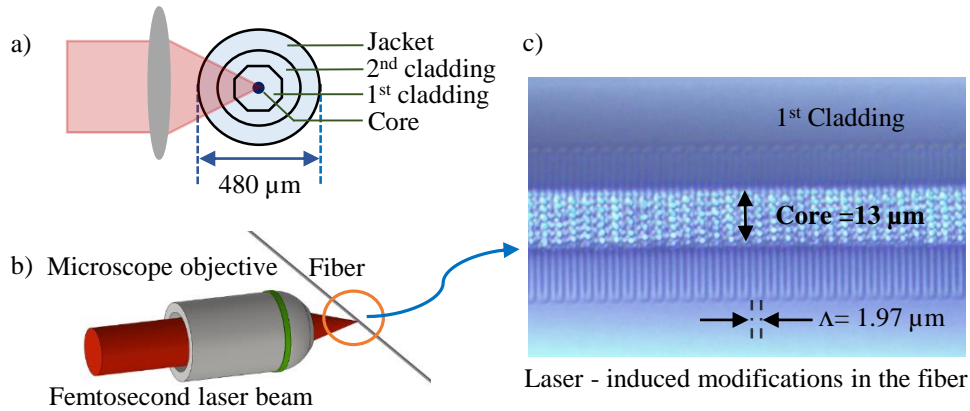 a)
Jacket
2nd cladding
1st cladding
Core
480 µm
b)
Microscope objective
Fiber
Femtosecond laser beam
c)
1st Cladding
Core =13 µm
Λ= 1.97 µm
Laser - induced modifications in the fiber